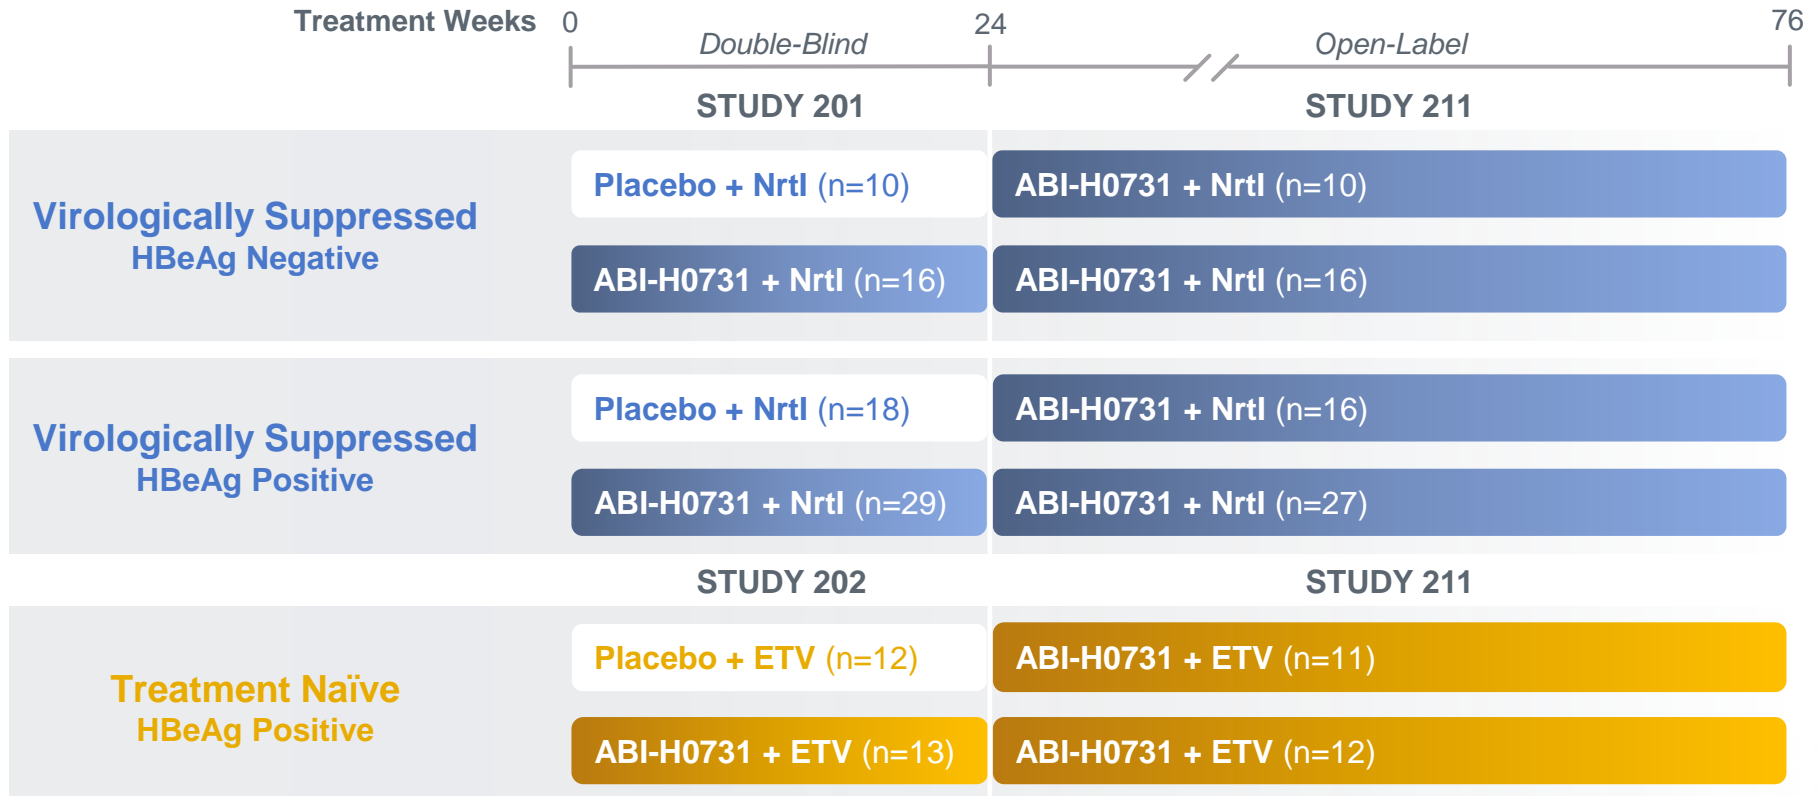 Treatment Weeks 0 24 76
Double-Blind Open-Label
STUDY 201 STUDY 211
Virologically Suppressed
HBeAg Negative
Placebo + NrtI (n=10) ABI-H0731 + NrtI (n=10)
ABI-H0731 + NrtI (n=16) ABI-H0731 + NrtI (n=16)
Virologically Suppressed
HBeAg Positive
Placebo + NrtI (n=18) ABI-H0731 + NrtI (n=16)
ABI-H0731 + NrtI (n=29) ABI-H0731 + NrtI (n=27)
STUDY 202 STUDY 211
Treatment Naïve
HBeAg Positive
Placebo + ETV (n=12) ABI-H0731 + ETV (n=11)
ABI-H0731 + ETV (n=13) ABI-H0731 + ETV (n=12)